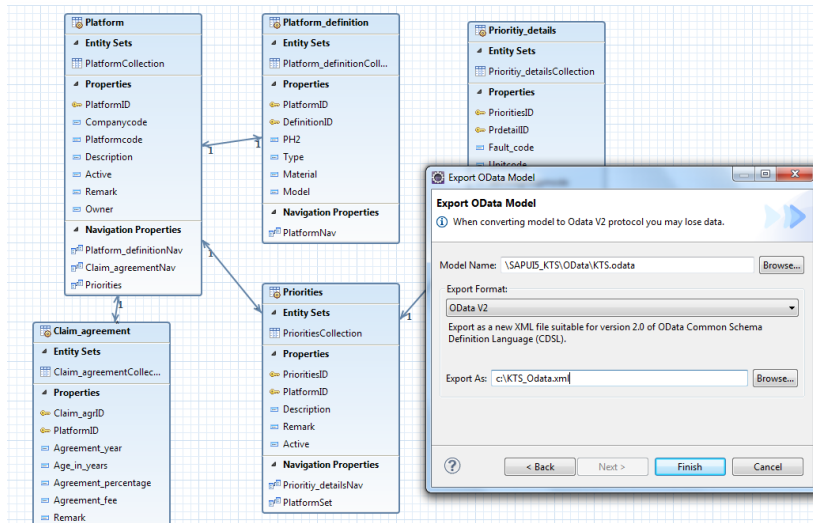 Platform
Entity Sets
PlatformCollection
Properties
PlatformID
Companycode
Platformcode
Description
Active
Remark
Owner
Navigation Properties
Platform_definitionNav
Claim_agreementNav
Priorities
Platform_definition
Entity Sets
Platform_definitionColl...
Properties
PlatformID
DefinitionID
PH2
Type
Material
Model
Navigation Properties
PlatformNav
Prioritiy_details
Entity Sets
Prioritiy_detailsCollection
Properties
PrioritiesID
PrdetailID
Fault_code
Unitcode
1
1
1
1
1
Claim_agreement
Entity Sets
Claim_agreementCollec...
Properties
Claim_agrID
PlatformID
Agreement_year
Age_in_years
Agreement_percentage
Agreement_fee
Remark
Priorities
Entity Sets
PrioritiesCollection
Properties
PrioritiesID
PlatformID
Description
Remark
Active
Navigation Properties
Prioritiy_detailsNav
PlatformSet
Export OData Model
Export OData Model
When converting model to Odata V2 protocol you may lose data.
Model Name: \SAPUI5_KTS\OData\KTS.odata Browse...
Export Format:
OData V2
Export as a new XML file suitable for version 2.0 of OData Common Schema
Definition Language (CDSL).
Export As: c:\KTS_Odata.xml Browse...
? < Back Next > Finish Cancel